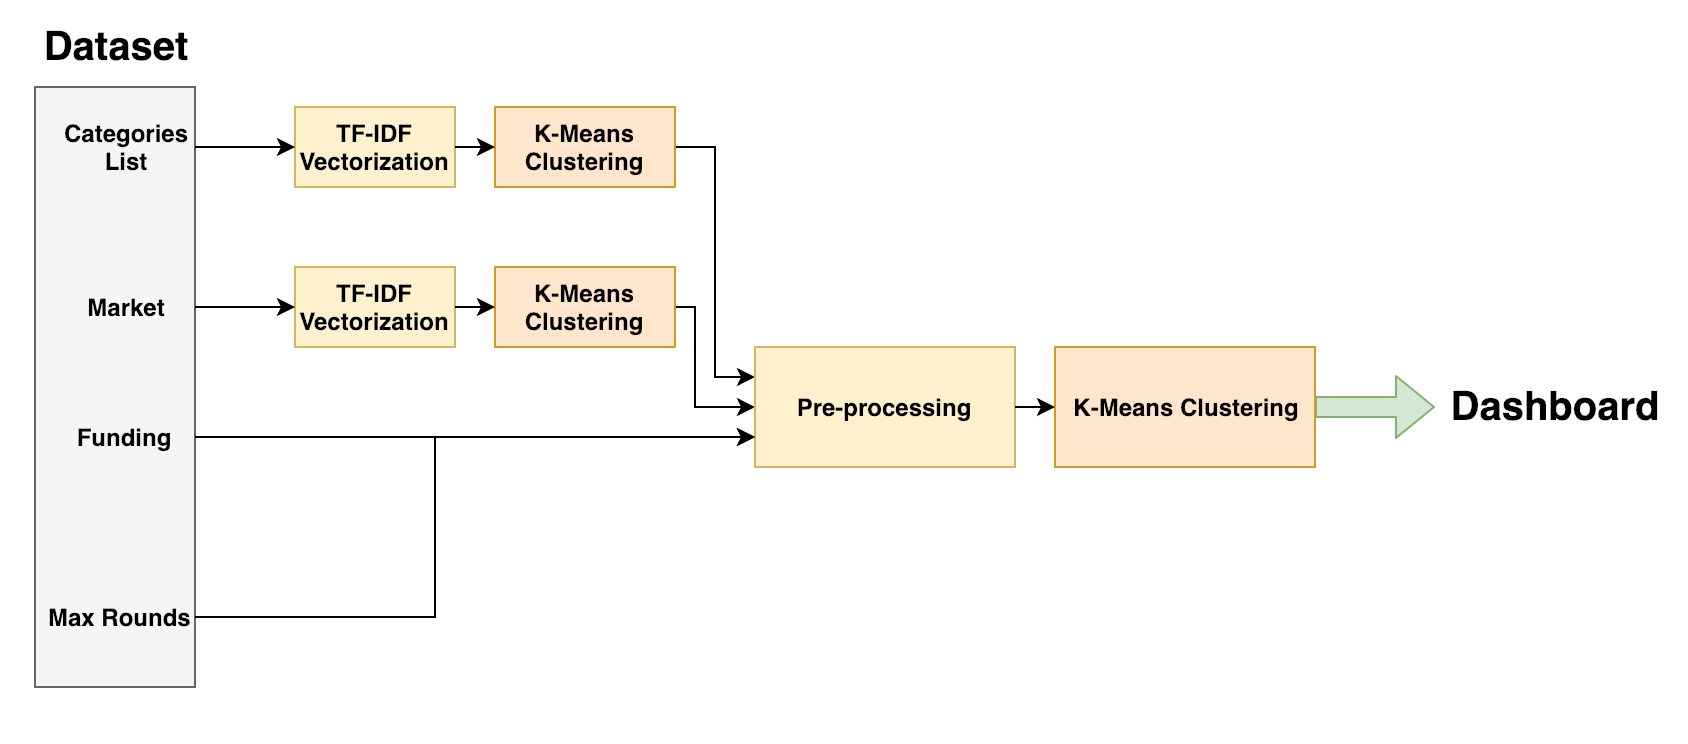 Dataset
Categories
List
TF-IDF
Vectorization
K-Means
Clustering
Market
TF-IDF
Vectorization
K-Means
Clustering
Funding
Pre-processing
K-Means Clustering
Dashboard
Max Rounds